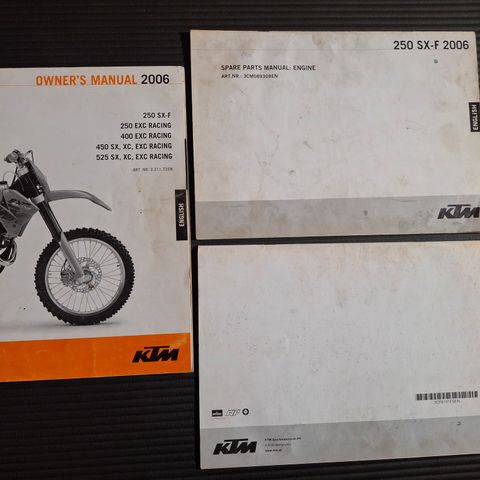 OWNER'S MANUAL 2006
250 SX-F
250 EXC RACING
400 EXC RACING
450 SX, XC, EXC RACING
525 SX, XC, EXC RACING
ENGLISH
KTM
250 SX-F 2006
SPARE PARTS MANUAL: ENGINE
ENGLISH
KTM
KTM